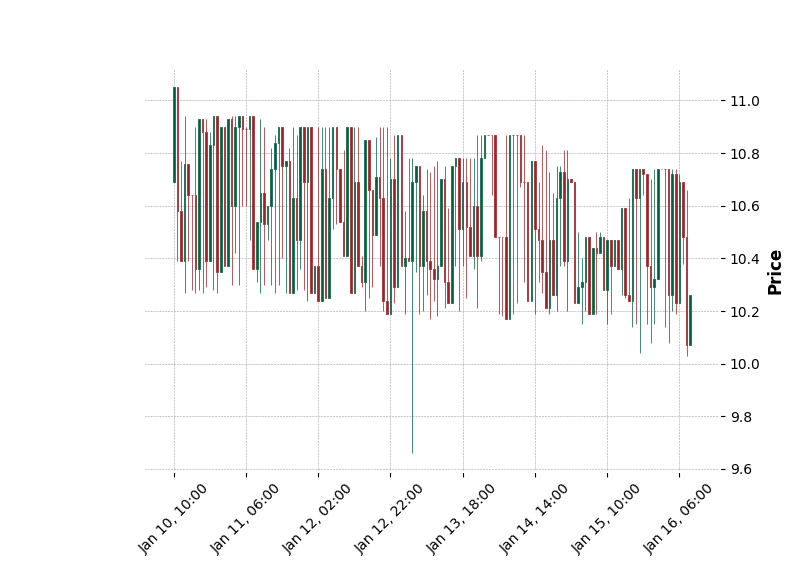 11.0
10.8
10.6
10.4
10.2
10.0
9.8
9.6
Price
Jan 10, 10:00
Jan 11, 06:00
Jan 12, 02:00
Jan 12, 22:00
Jan 13, 18:00
Jan 14, 14:00
Jan 15, 10:00
Jan 16, 06:00